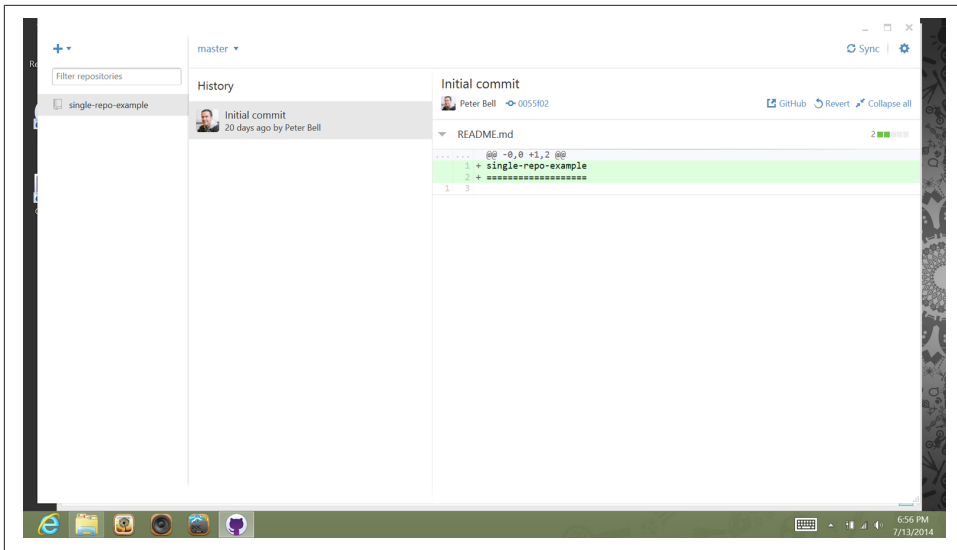 master
Sync
Filter repositories
single-repo-example
History
Initial commit
20 days ago by Peter Bell
Initial commit
Peter Bell 0055f02
GitHub Revert Collapse all
README.md
2
... ... @@ -0,0 +1,2 @@
1 + single-repo-example
2 + ===================
1 3
6:56 PM
7/13/2014